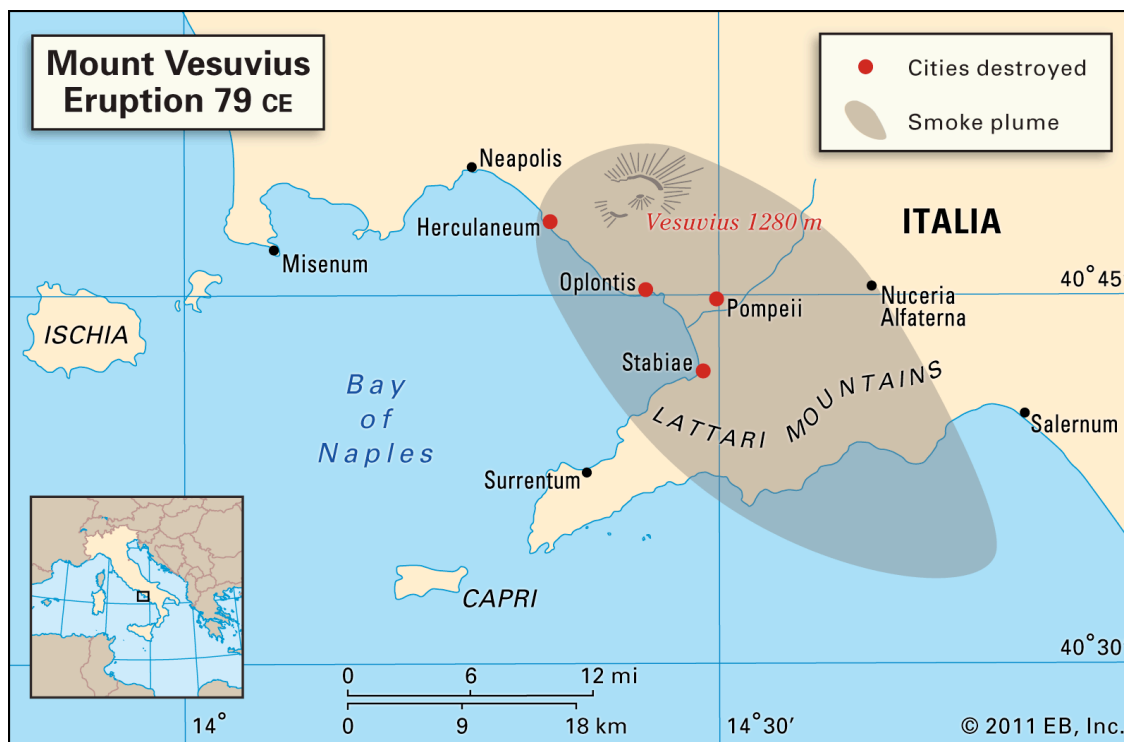 Mount Vesuvius
Eruption 79 CE
Cities destroyed
Smoke plume
Neapolis
Herculaneum
Vesuvius 1280 m
ITALIA
Misenum
Oplontis
Pompeii
Nuceria
Alfaterna
40°45
ISCHIA
Stabiae
Bay
of
Naples
LATTARI MOUNTAINS
Salernum
Surrentum
CAPRI
40°30
0 6 12 mi
0 9 18 km
14°
14°30'
© 2011 EB, Inc.